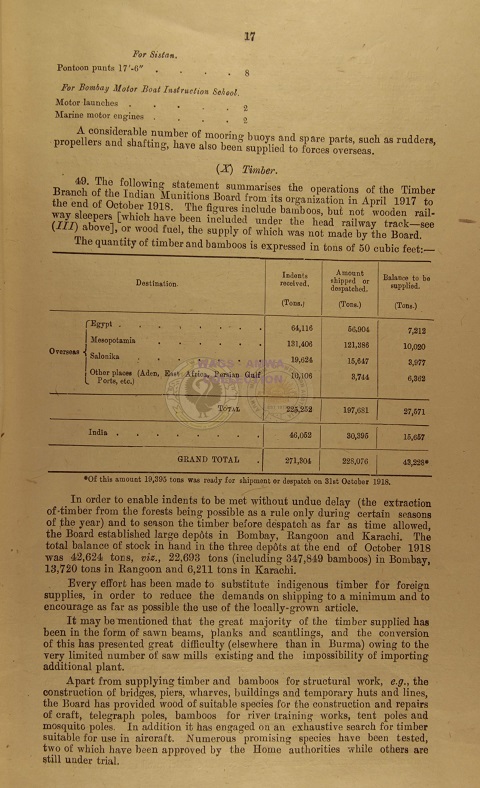 17
For Sistan.
Pontoon punts 17'-6" . . . . 8
For Bombay Motor Boat Instruction School.
Motor launches . . . . . 2
Marine motor engines . . . . 2
A considerable number of mooring buoys and spare parts, such as rudders,
propellers and shafting, have also been supplied to forces overseas.
(X) Timber.
49. The following statement summarises the operations of the Timber
Branch of the Indian Munitions Board from its organization in April 1917 to
the end of October 1918. The figures include bamboos, but not wooden rail-
way sleepers [which have been included under the head railway track—see
(III) above], or wood fuel, the supply of which was not made by the Board.
The quantity of timber and bamboos is expressed in tons of 50 cubic feet:—
Destination. Indents received. (Tons.) Amount shipped or despatched. (Tons.) Balance to be supplied. (Tons.)
Overseas
Egypt . . . . . . . 64,116 56,904 7,212
Mesopotamia . . . . . . 131,406 121,386 10,020
Salonika . . . . . . . 19,624 15,647 3,977
Other places (Aden, East Africa, Persian Gulf Ports, etc.) 10,106 3,744 6,362
TOTAL 225,252 197,681 27,571
India . . . . . . . . 46,052 30,395 15,657
GRAND TOTAL 271,304 228,076 43,228*
WAGS - ANWA
COLLECTION
*Of this amount 19,395 tons was ready for shipment or despatch on 31st October 1918.
In order to enable indents to be met without undue delay (the extraction
of timber from the forests being possible as a rule only during certain seasons
of the year) and to season the timber before despatch as far as time allowed,
the Board established large depôts in Bombay, Rangoon and Karachi. The
total balance of stock in hand in the three depôts at the end of October 1918
was 42,624 tons, viz., 22,693 tons (including 347,849 bamboos) in Bombay,
13,720 tons in Rangoon and 6,211 tons in Karachi.
Every effort has been made to substitute indigenous timber for foreign
supplies, in order to reduce the demands on shipping to a minimum and to
encourage as far as possible the use of the locally-grown article.
It may be mentioned that the great majority of the timber supplied has
been in the form of sawn beams, planks and scantlings, and the conversion
of this has presented great difficulty (elsewhere than in Burma) owing to the
very limited number of saw mills existing and the impossibility of importing
additional plant.
Apart from supplying timber and bamboos for structural work, e.g., the
construction of bridges, piers, wharves, buildings and temporary huts and lines,
the Board has provided wood of suitable species for the construction and repairs
of craft, telegraph poles, bamboos for river training works, tent poles and
mosquito poles. In addition it has engaged on an exhaustive search for timber
suitable for use in aircraft. Numerous promising species have been tested,
two of which have been approved by the Home authorities while others are
still under trial.